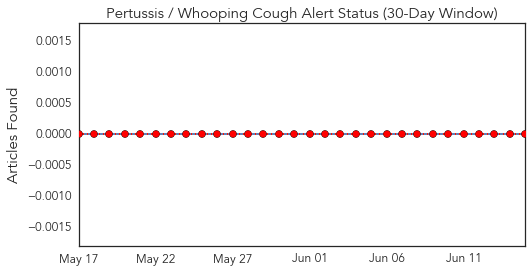 Pertussis / Whooping Cough Alert Status (30-Day Window)
Articles Found
0.0015
0.0010
0.0005
0.0000
−0.0005
−0.0010
−0.0015
May 17 May 22 May 27 Jun 01 Jun 06 Jun 11